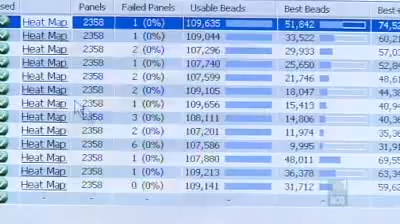 sed Panels Failed Panels Usable Beads Best Beads Best
Heat Map 2358 1 (0%) 109,635 51,842 74,5
Heat Map 2358 1 (0%) 109,044 33,522 60,2
Heat Map 2358 2 (0%) 107,296 29,933 57,0
Heat Map 2358 1 (0%) 107,740 25,650 52,8
Heat Map 2358 2 (0%) 107,599 21,746 48,6
Heat Map 2358 2 (0%) 109,105 18,047 44,38
Heat Map 2358 1 (0%) 109,656 15,413 40,9
Heat Map 2358 3 (0%) 108,111 14,806 40,3
Heat Map 2358 2 (0%) 107,201 11,974 35,3
Heat Map 2358 6 (0%) 107,586 9,995 31,9
Heat Map 2358 1 (0%) 107,880 48,011 69,55
Heat Map 2358 1 (0%) 109,213 36,378 63,34
Heat Map 2358 0 (0%) 109,141 31,712 59,6
- - - - -